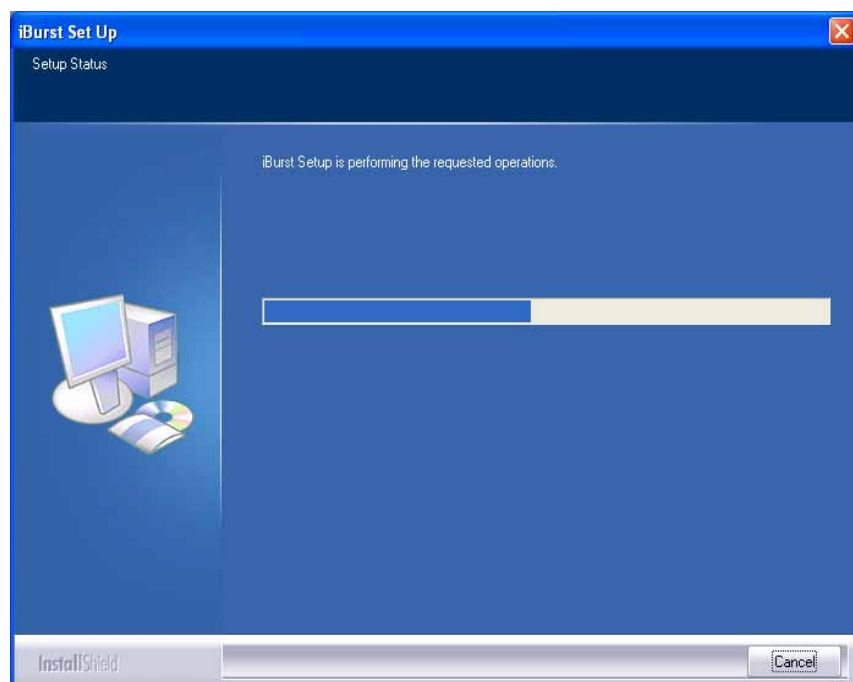 iBurst Set Up
Setup Status
iBurst Setup is performing the requested operations.
InstallShield
Cancel